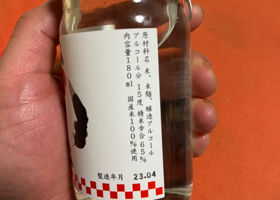 原材料名 米、米麹、醸造アルコール
アルコール分 15度 精米歩合65%
内容量180ml 国産米100%使用
製造年月 23.04